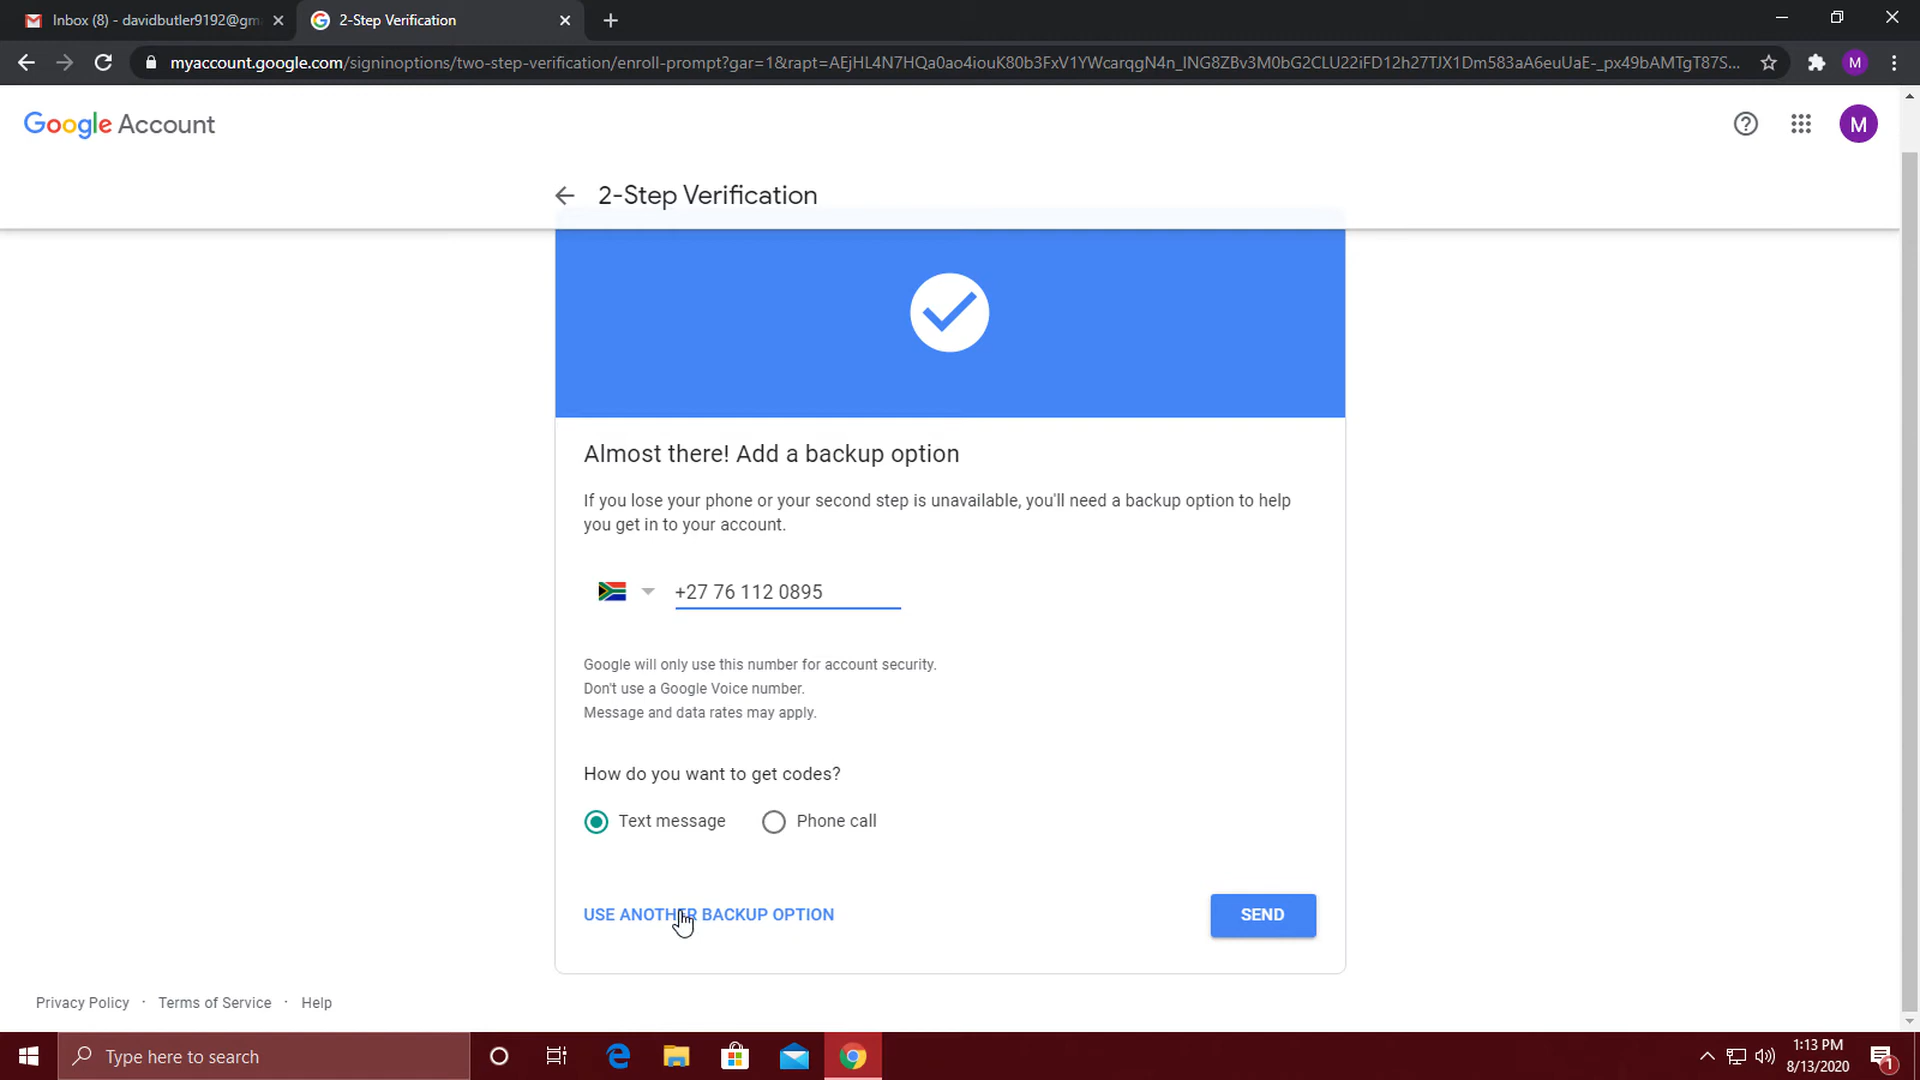 Inbox (8) - davidbutler9192@gm
2-Step Verification
myaccount.google.com/signinoptions/two-step-verification/enroll-prompt?gar=1&rapt=AEjHL4N7HQa0ao4iouK80b3FxV1YWcarqgN4n_lNG8ZBv3M0bG2CLU22iFD12h27TJX1Dm583aA6euUaE-_px49bAMTgT87S...
M
Google Account
M
2-Step Verification
Almost there! Add a backup option
If you lose your phone or your second step is unavailable, you'll need a backup option to help
you get in to your account.
+27 76 112 0895
Google will only use this number for account security.
Don't use a Google Voice number.
Message and data rates may apply.
How do you want to get codes?
Text message
Phone call
USE ANOTHER BACKUP OPTION
SEND
Privacy Policy · Terms of Service · Help
Type here to search
1:13 PM
8/13/2020
1